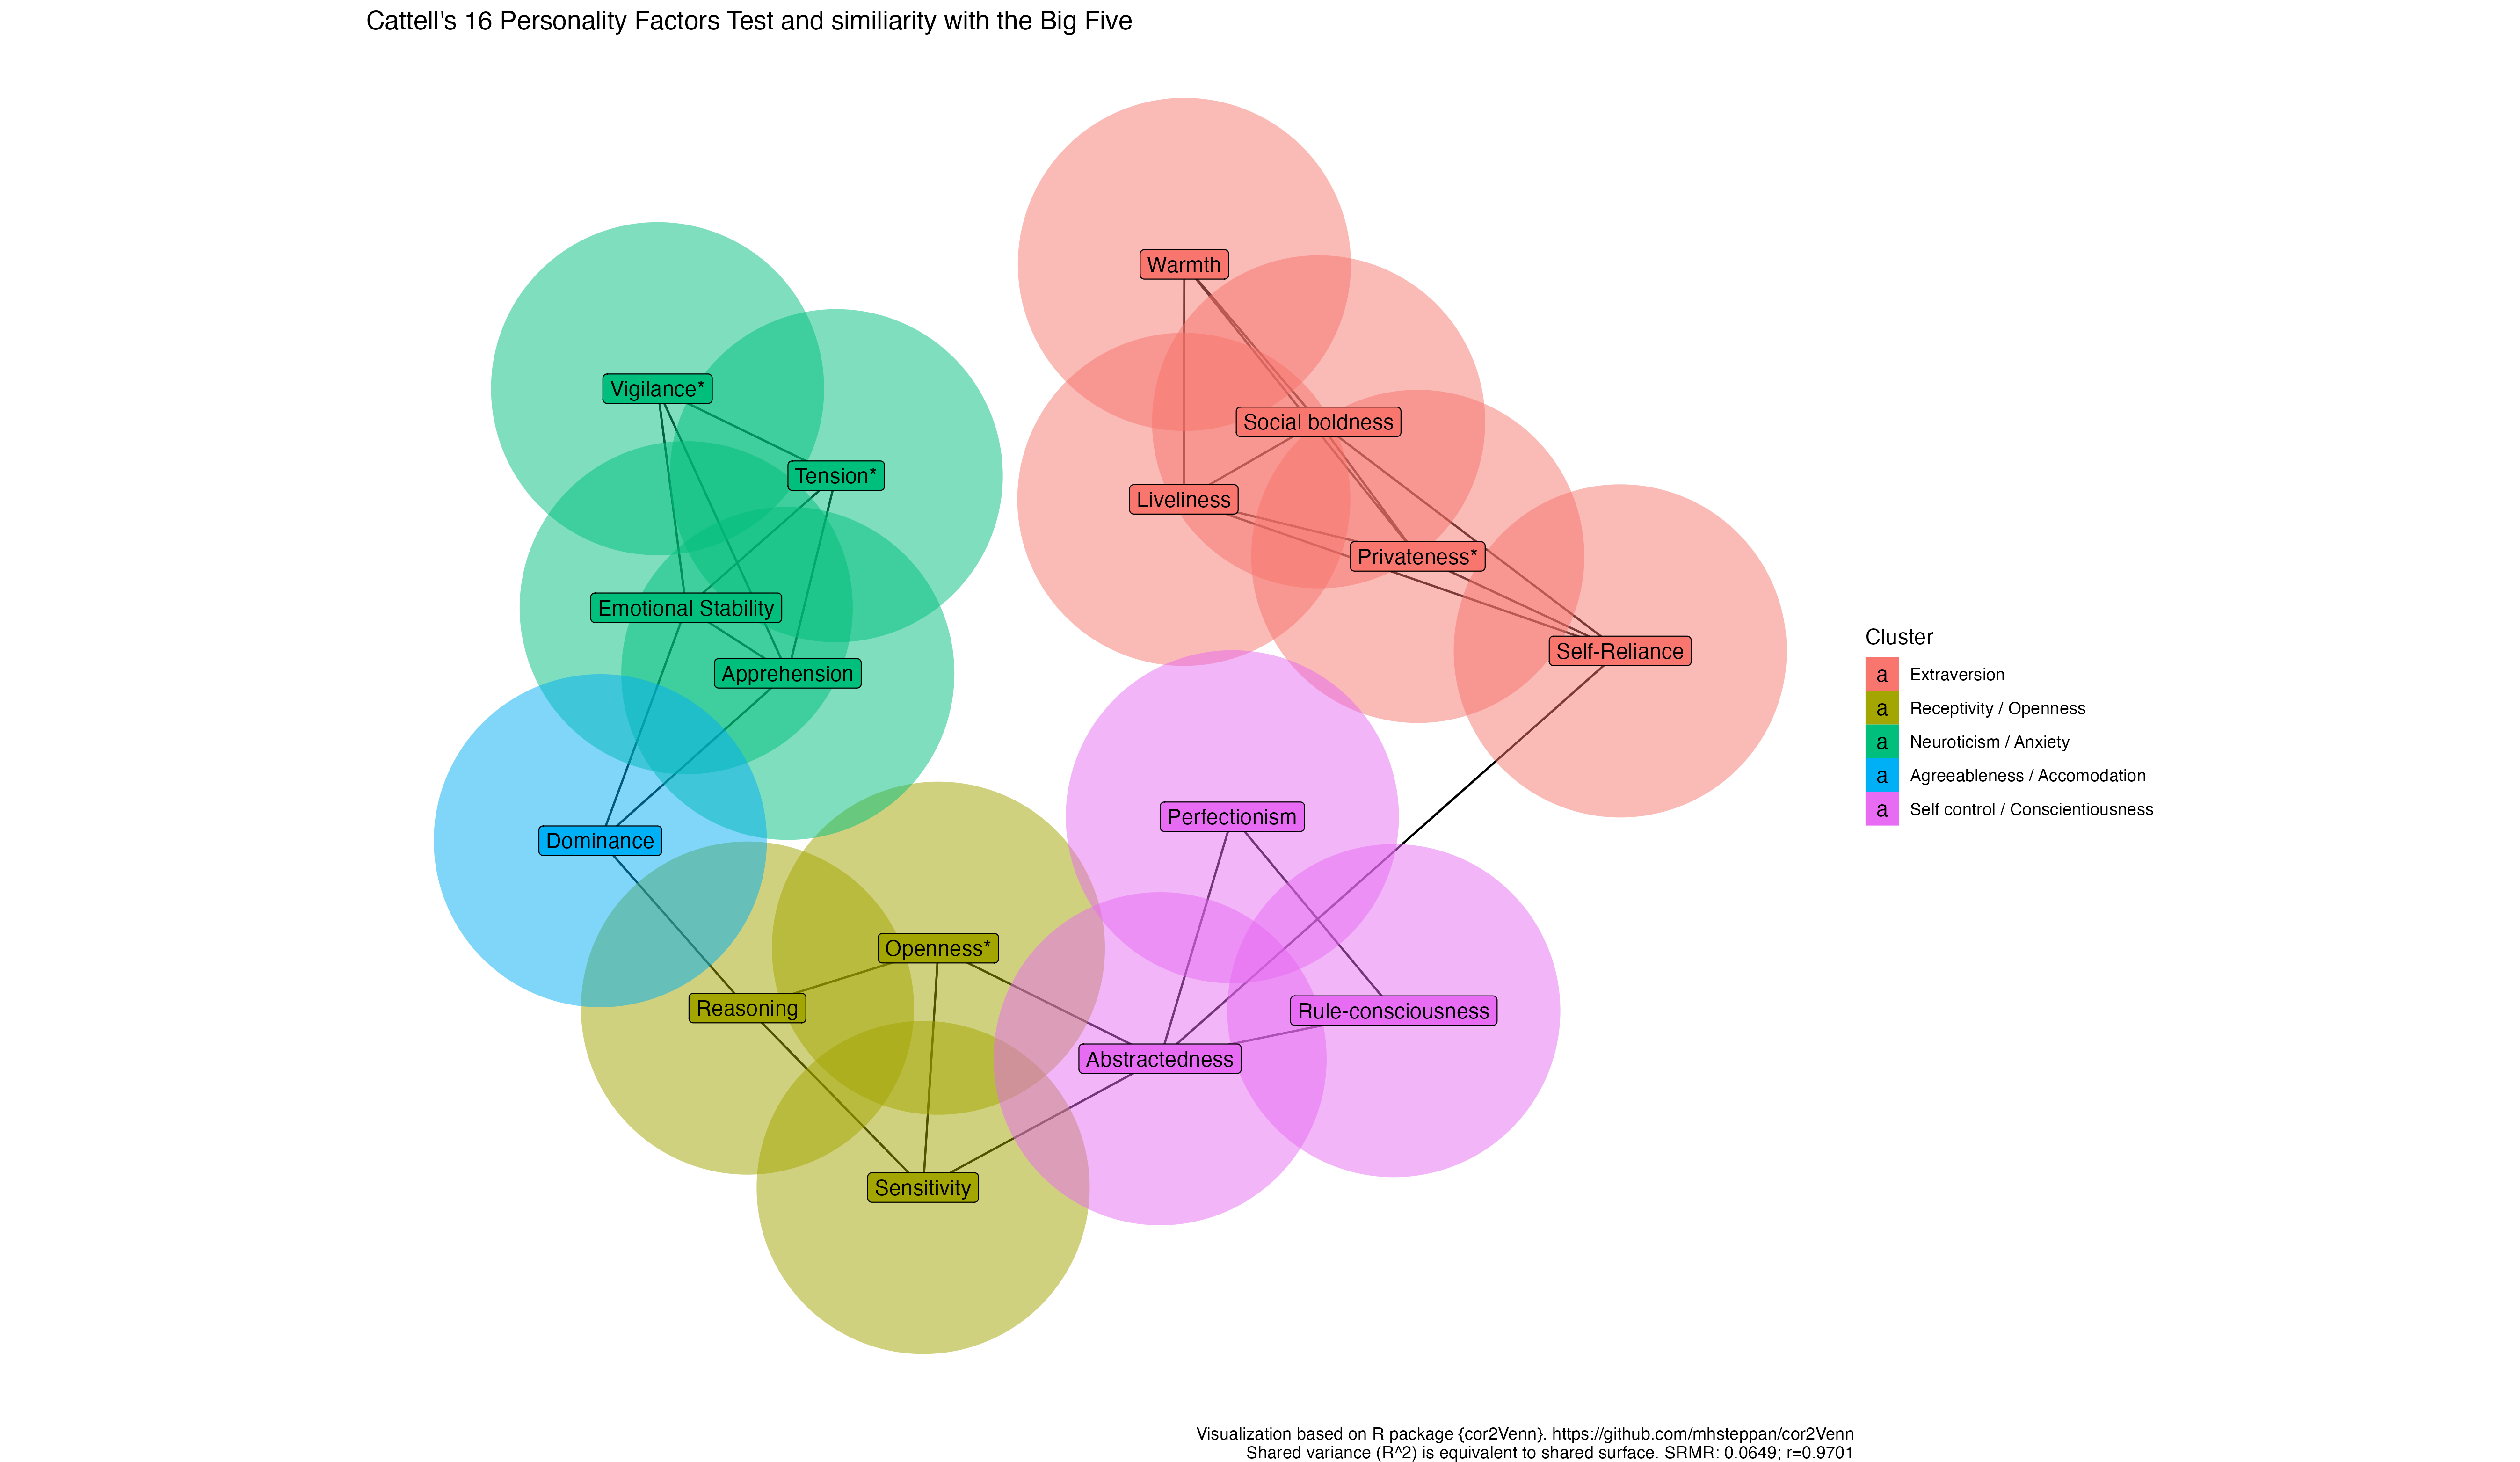 Cattell's 16 Personality Factors Test and similiarity with the Big Five
Warmth
Vigilance*
Social boldness
Tension*
Liveliness
Privateness*
Emotional Stability
Self-Reliance
Apprehension
Perfectionism
Dominance
Openness*
Reasoning
Rule-consciousness
Abstractedness
Sensitivity
Cluster
a Extraversion
a Receptivity / Openness
a Neuroticism / Anxiety
a Agreeableness / Accomodation
a Self control / Conscientiousness
Visualization based on R package {cor2Venn}. https://github.com/mhsteppan/cor2Venn
Shared variance (R^2) is equivalent to shared surface. SRMR: 0.0649; r=0.9701